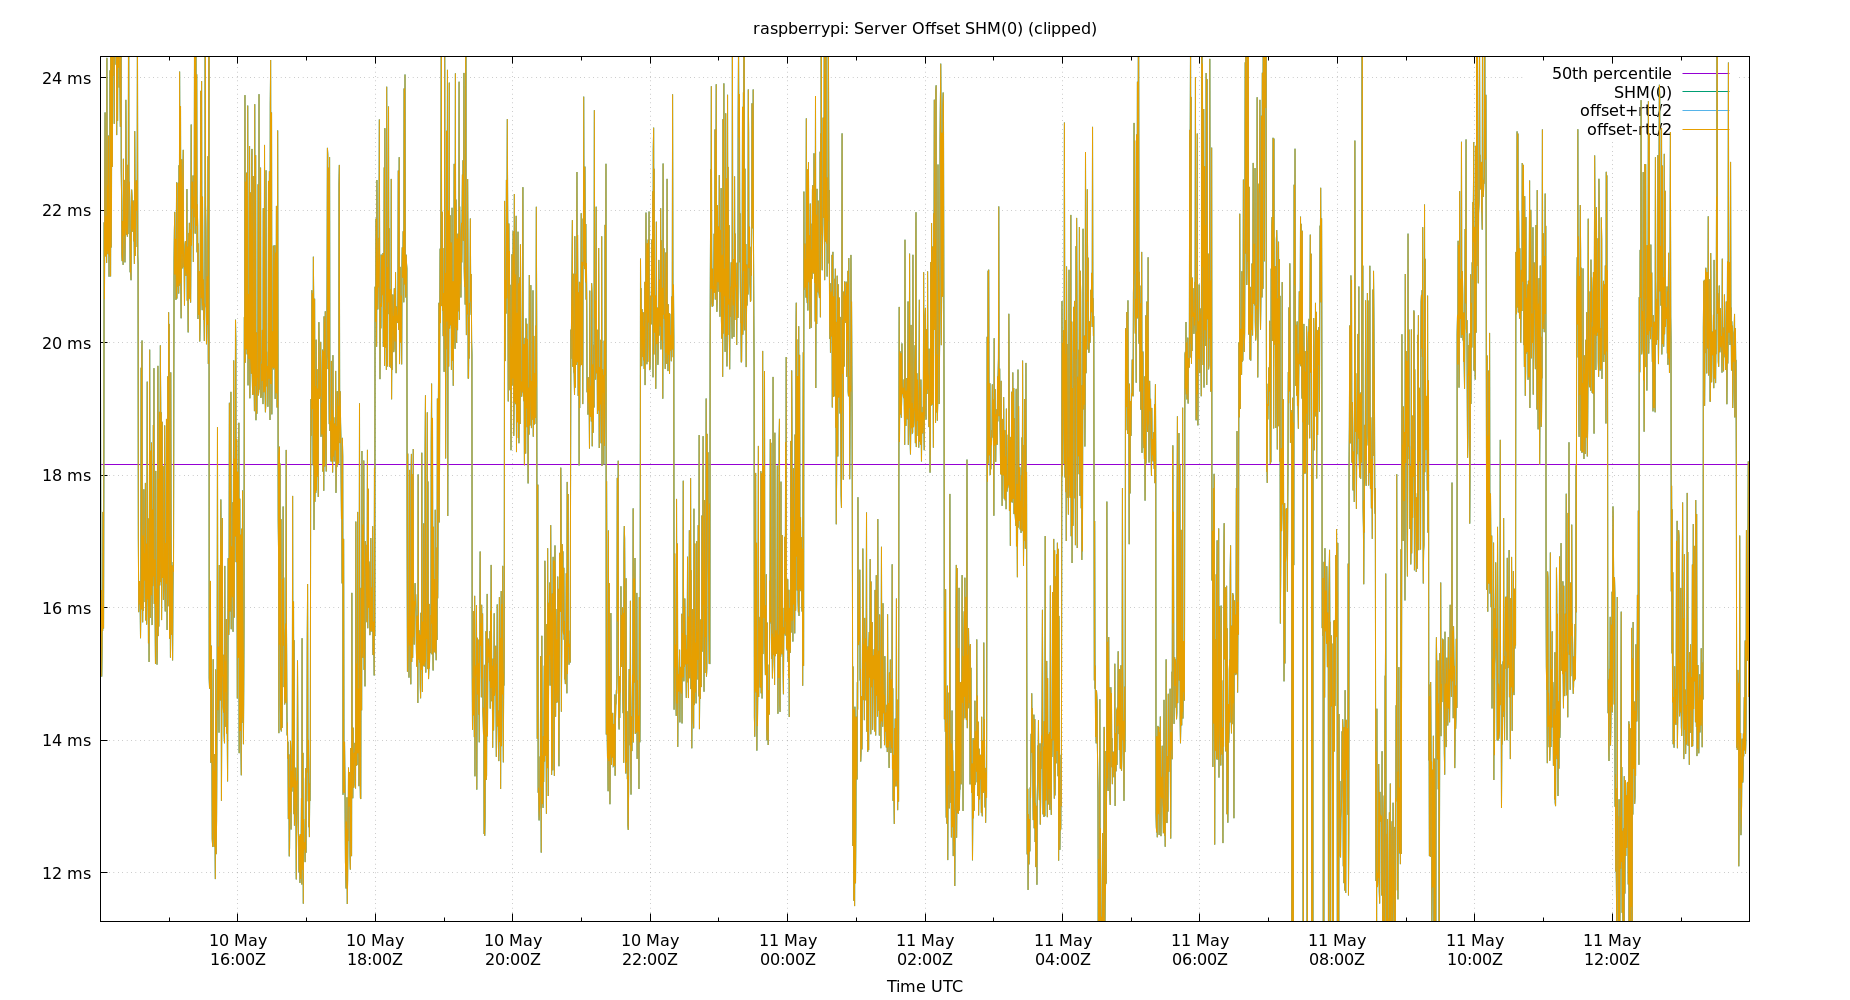 raspberrypi: Server Offset SHM(0) (clipped)
24 ms
22 ms
20 ms
18 ms
16 ms
14 ms
12 ms
50th percentile
SHM(0)
offset+rtt/2
offset-rtt/2
10 May 10 May 10 May 10 May 11 May 11 May 11 May 11 May 11 May 11 May 11 May
16:00Z 18:00Z 20:00Z 22:00Z 00:00Z 02:00Z 04:00Z 06:00Z 08:00Z 10:00Z 12:00Z
Time UTC